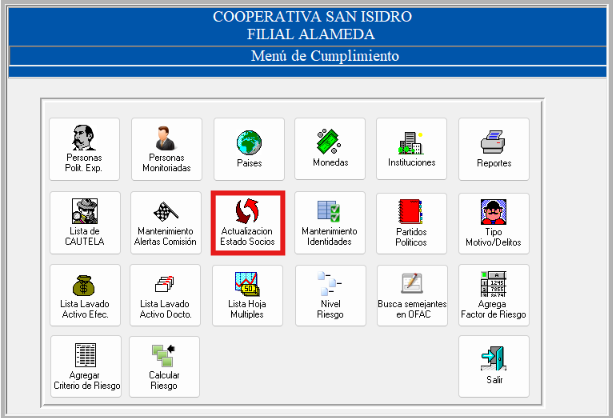 COOPERATIVA SAN ISIDRO
FILIAL ALAMEDA
Menú de Cumplimiento
Personas
Polit. Exp.
Personas
Monitoriadas
Paises
Monedas
Instituciones
Reportes
Lista de
CAUTELA
Mantenimiento
Alertas Comisión
Actualizacion
Estado Socios
Mantenimiento
Identidades
Partidos
Politicos
Tipo
Motivo/Delitos
Lista Lavado
Activo Efec.
Lista Lavado
Activo Docto.
Lista Hoja
Multiples
Nivel
Riesgo
Busca semejantes
en OFAC
Agrega
Factor de Riesgo
Agregar
Criterio de Riesgo
Calcular
Riesgo
Salir